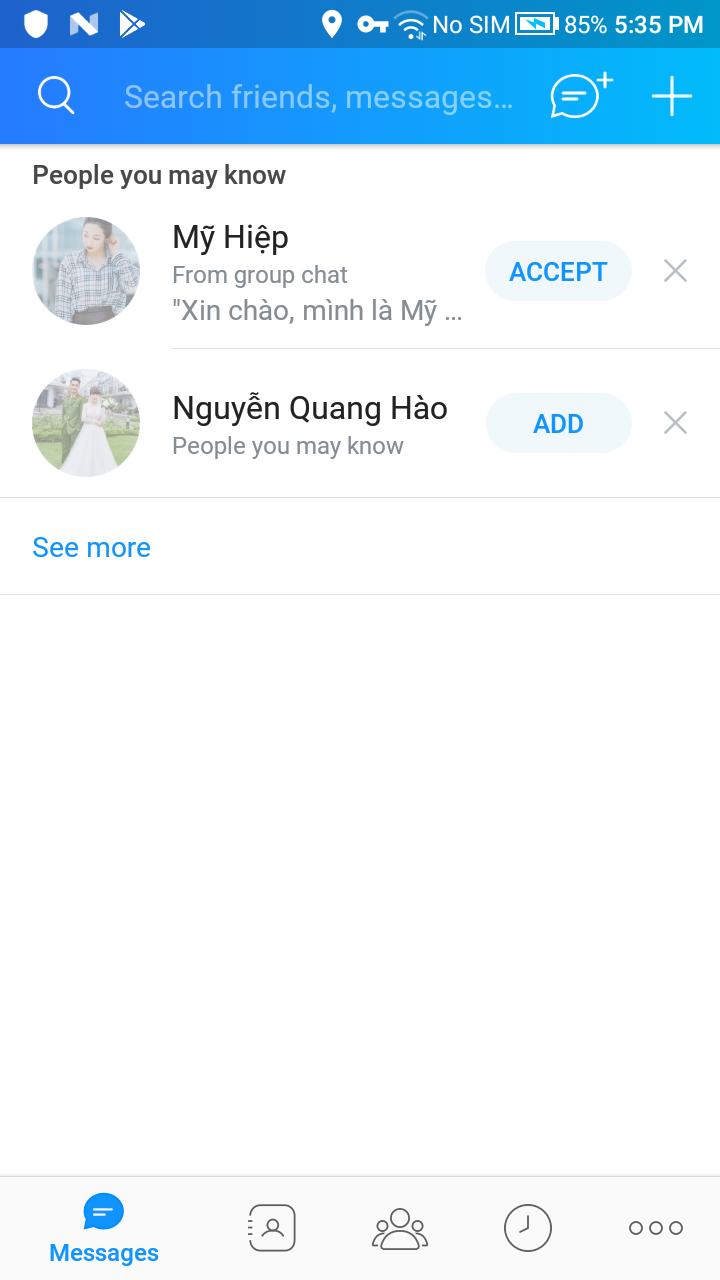 No SIM 85% 5:35 PM
Search friends, messages...
People you may know
Mỹ Hiệp
From group chat
"Xin chào, mình là Mỹ ...
ACCEPT
Nguyễn Quang Hào
People you may know
ADD
See more
Messages